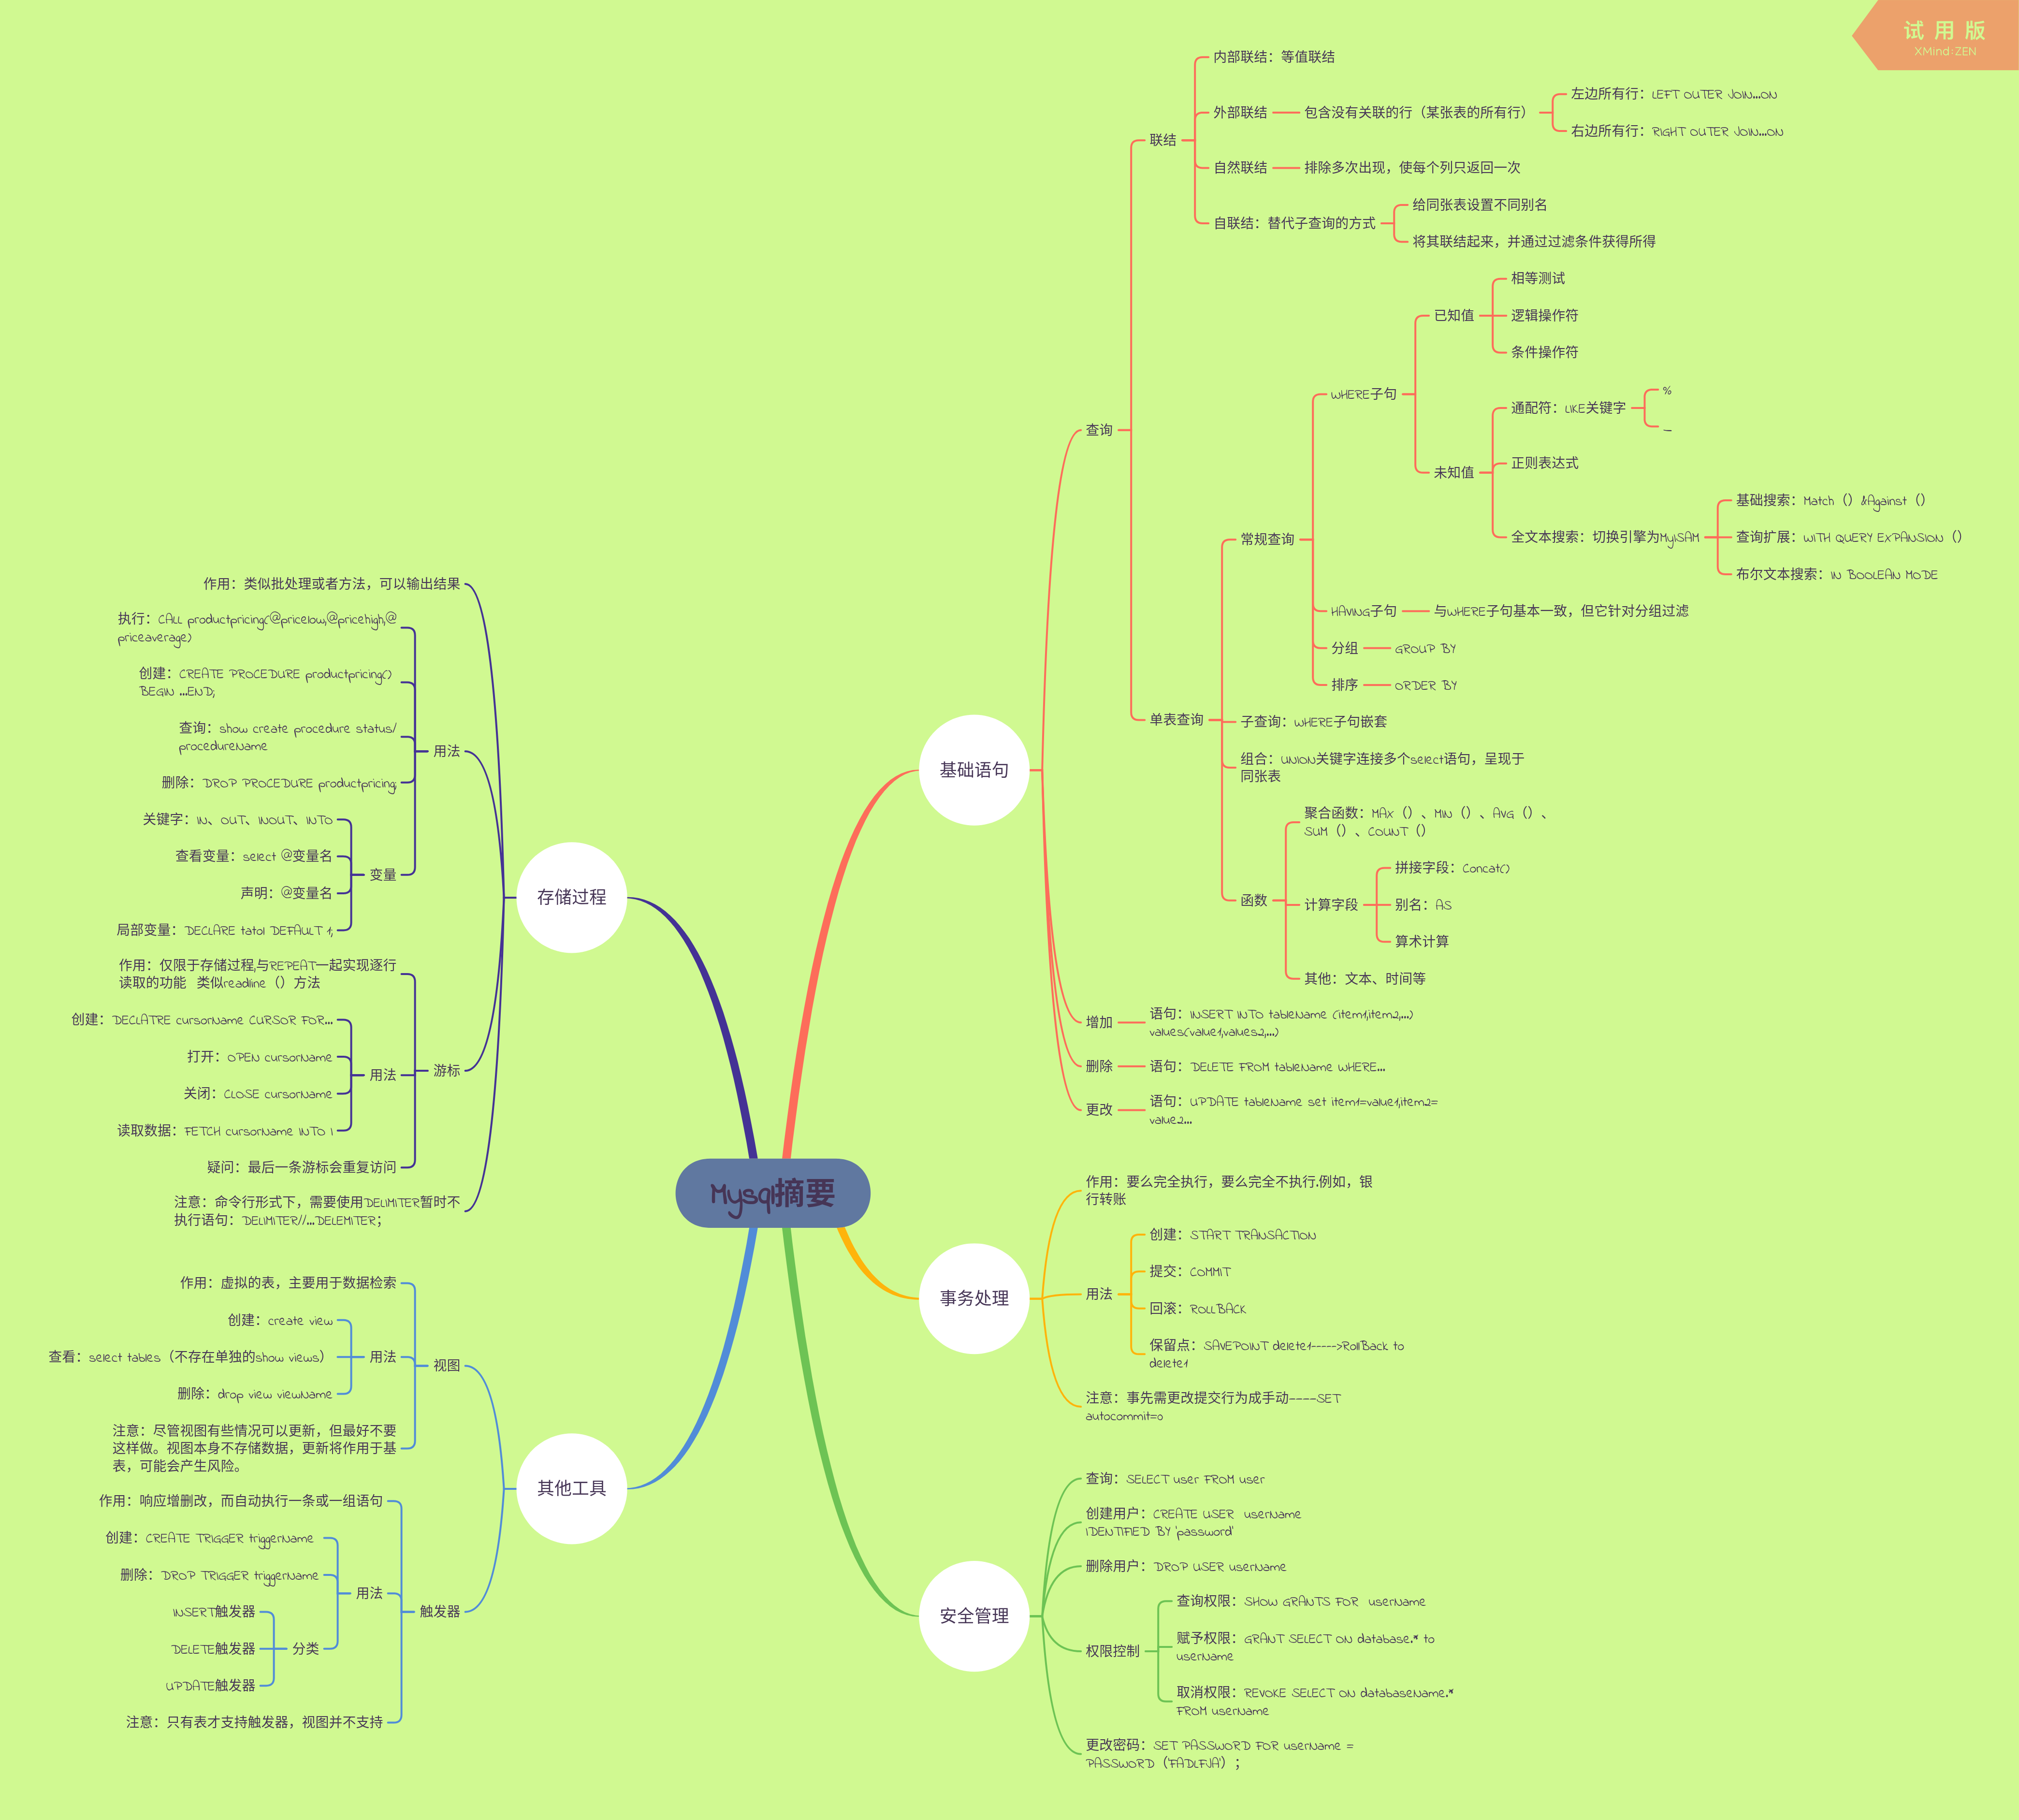 试 用 版
XMind:ZEN
Mysql摘要
基础语句
查询
联结
内部联结：等值联结
外部联结
包含没有关联的行（某张表的所有行）
左边所有行：LEFT OUTER JOIN...ON
右边所有行：RIGHT OUTER JOIN...ON
自然联结
排除多次出现，使每个列只返回一次
自联结：替代子查询的方式
给同张表设置不同别名
将其联结起来，并通过过滤条件获得所得
单表查询
常规查询
WHERE子句
已知值
相等测试
逻辑操作符
条件操作符
未知值
通配符：LIKE关键字
%
_
正则表达式
全文本搜索：切换引擎为MyISAM
基础搜索：Match（）&Against（）
查询扩展：WITH QUERY EXPANSION（）
布尔文本搜索：IN BOOLEAN MODE
HAVING子句
与WHERE子句基本一致，但它针对分组过滤
分组
GROUP BY
排序
ORDER BY
子查询：WHERE子句嵌套
组合：UNION关键字连接多个select语句，呈现于
同张表
函数
聚合函数：MAX（）、MIN（）、AVG（）、
SUM（）、COUNT（）
计算字段
拼接字段：Concat()
别名：AS
算术计算
其他：文本、时间等
增加
语句：INSERT INTO tableName (item1,item2,...)
values(value1,values2,...)
删除
语句：DELETE FROM tableName WHERE...
更改
语句：UPDATE tableName set item1=value1,item2=
value2...
事务处理
作用：要么完全执行，要么完全不执行.例如，银
行转账
用法
创建：START TRANSACTION
提交：COMMIT
回滚：ROLLBACK
保留点：SAVEPOINT delete1----->RollBack to
delete1
注意：事先需更改提交行为成手动----SET
autocommit=0
安全管理
查询：SELECT user FROM user
创建用户：CREATE USER  userName
IDENTIFIED BY 'password'
删除用户：DROP USER userName
权限控制
查询权限：SHOW GRANTS FOR  userName
赋予权限：GRANT SELECT ON database.* to
userName
取消权限：REVOKE SELECT ON databaseName.*
FROM userName
更改密码：SET PASSWORD FOR userName =
PASSWORD（'FADLFJA'）；
存储过程
作用：类似批处理或者方法，可以输出结果
用法
执行：CALL productpricing(@pricelow,@pricehigh,@
priceaverage)
创建：CREATE PROCEDURE productpricing()
BEGIN ...END;
查询：show create procedure status/
procedureName
删除：DROP PROCEDURE productpricing;
变量
关键字：IN、OUT、INOUT、INTO
查看变量：select @变量名
声明：@变量名
局部变量：DECLARE tatol DEFAULT 1;
游标
作用：仅限于存储过程,与REPEAT一起实现逐行
读取的功能  类似readline（）方法
用法
创建：DECLATRE cursorName CURSOR FOR...
打开：OPEN cursorName
关闭：CLOSE cursorName
读取数据：FETCH cursorName INTO I
疑问：最后一条游标会重复访问
注意：命令行形式下，需要使用DELIMITER暂时不
执行语句：DELIMITER//...DELEMITER；
其他工具
视图
作用：虚拟的表，主要用于数据检索
用法
创建：create view
查看：select tables（不存在单独的show views）
删除：drop view viewName
注意：尽管视图有些情况可以更新，但最好不要
这样做。视图本身不存储数据，更新将作用于基
表，可能会产生风险。
触发器
作用：响应增删改，而自动执行一条或一组语句
用法
创建：CREATE TRIGGER triggerName
删除：DROP TRIGGER triggerName
分类
INSERT触发器
DELETE触发器
UPDATE触发器
注意：只有表才支持触发器，视图并不支持